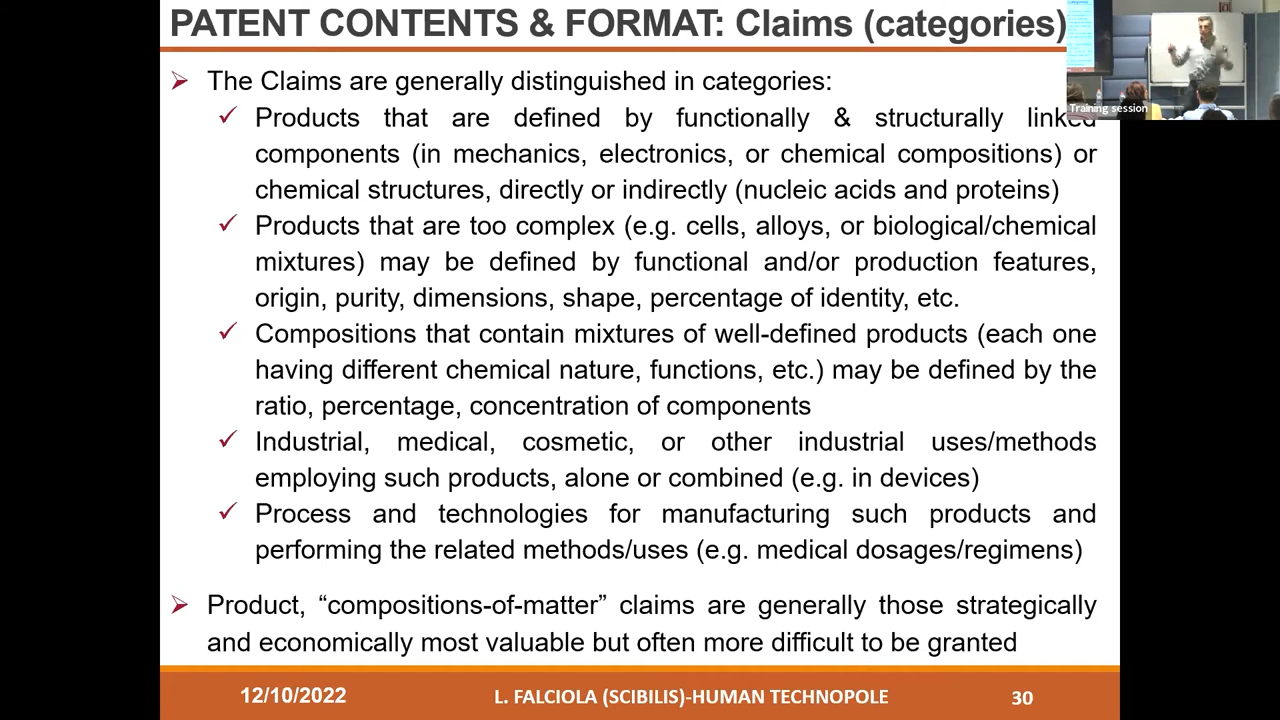 PATENT CONTENTS & FORMAT: Claims (categories)
Training session
The Claims are generally distinguished in categories:
Products that are defined by functionally & structurally linked
components (in mechanics, electronics, or chemical compositions) or
chemical structures, directly or indirectly (nucleic acids and proteins)
Products that are too complex (e.g. cells, alloys, or biological/chemical
mixtures) may be defined by functional and/or production features,
origin, purity, dimensions, shape, percentage of identity, etc.
Compositions that contain mixtures of well-defined products (each one
having different chemical nature, functions, etc.) may be defined by the
ratio, percentage, concentration of components
Industrial, medical, cosmetic, or other industrial uses/methods
employing such products, alone or combined (e.g. in devices)
Process and technologies for manufacturing such products and
performing the related methods/uses (e.g. medical dosages/regimens)
Product, “compositions-of-matter” claims are generally those strategically
and economically most valuable but often more difficult to be granted
12/10/2022
L. FALCIOLA (SCIBILIS)-HUMAN TECHNOPOLE
30